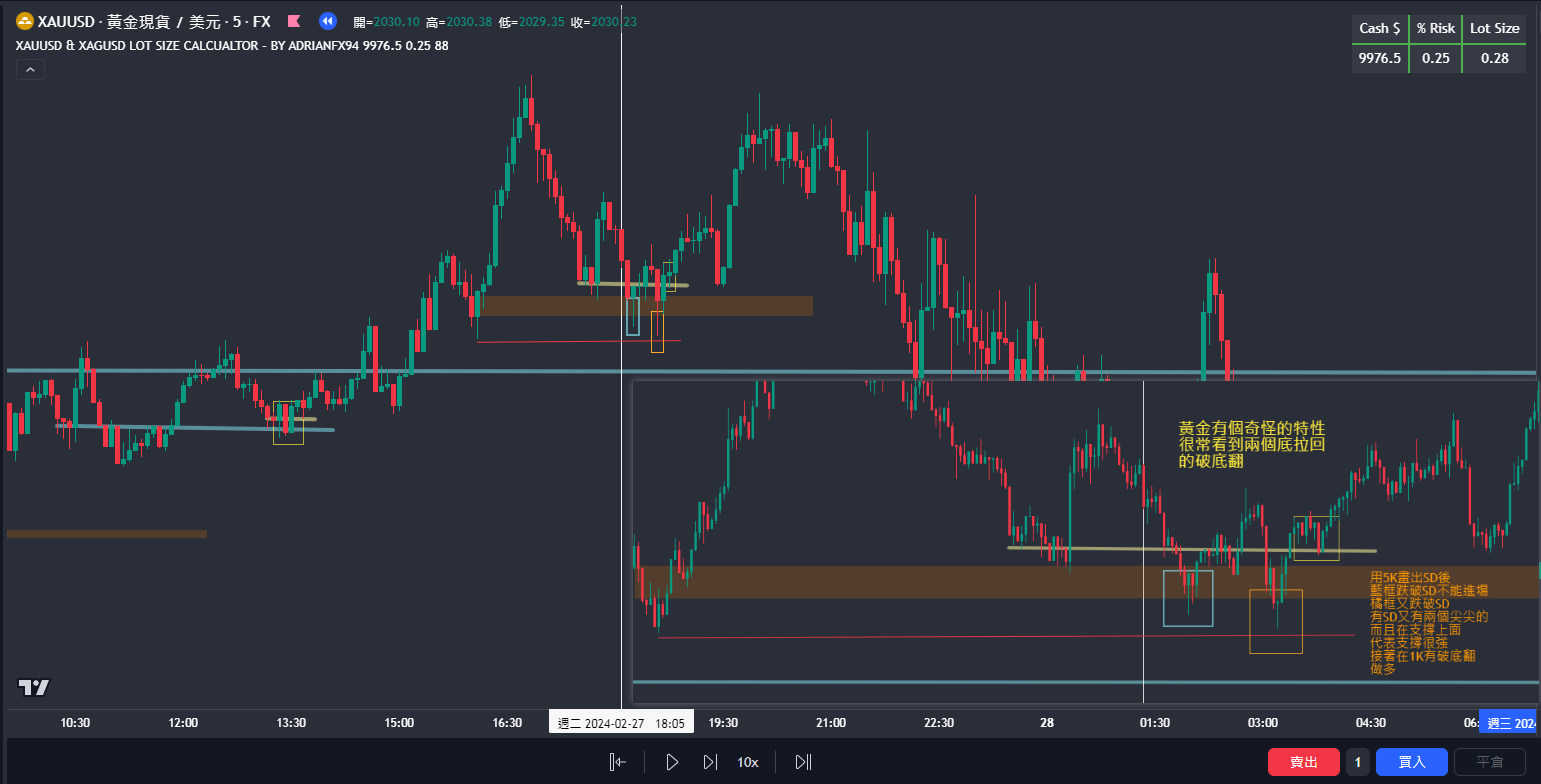 XAUUSD · 黃金現貨 / 美元 · 5 · FX 開=2030.10 高=2030.38 低=2029.35 收=2030.23
XAUUSD & XAGUSD LOT SIZE CALCUALTOR - BY ADRIANFX94 9976.5 0.25 88
Cash $ % Risk Lot Size
9976.5 0.25 0.28
黃金有個奇怪的特性
很常看到兩個底拉回
的破底翻
用5K畫出SD後
藍框跌破SD不能進場
橘框又跌破SD
有SD又有兩個尖尖的
而且在支撐上面
代表支撐很強
接著在1K有破底翻
做多
10:30 12:00 13:30 15:00 16:30 週二 2024-02-27 18:05 19:30 21:00 22:30 28 01:30 03:00 04:30 06: 週三 2024
10x
賣出 1 買入 平倉